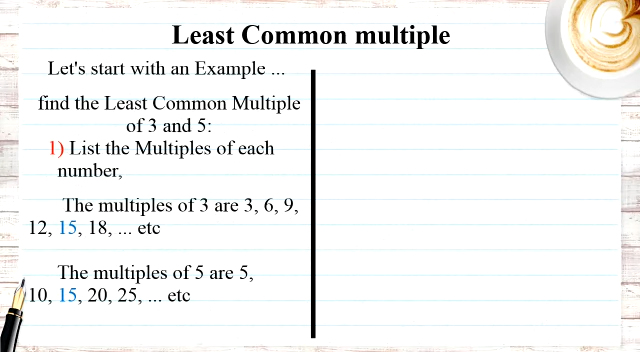 Least Common multiple
Let's start with an Example ...
find the Least Common Multiple
of 3 and 5:
1) List the Multiples of each
number,
The multiples of 3 are 3, 6, 9,
12, 15, 18, ... etc
The multiples of 5 are 5,
10, 15, 20, 25, ... etc